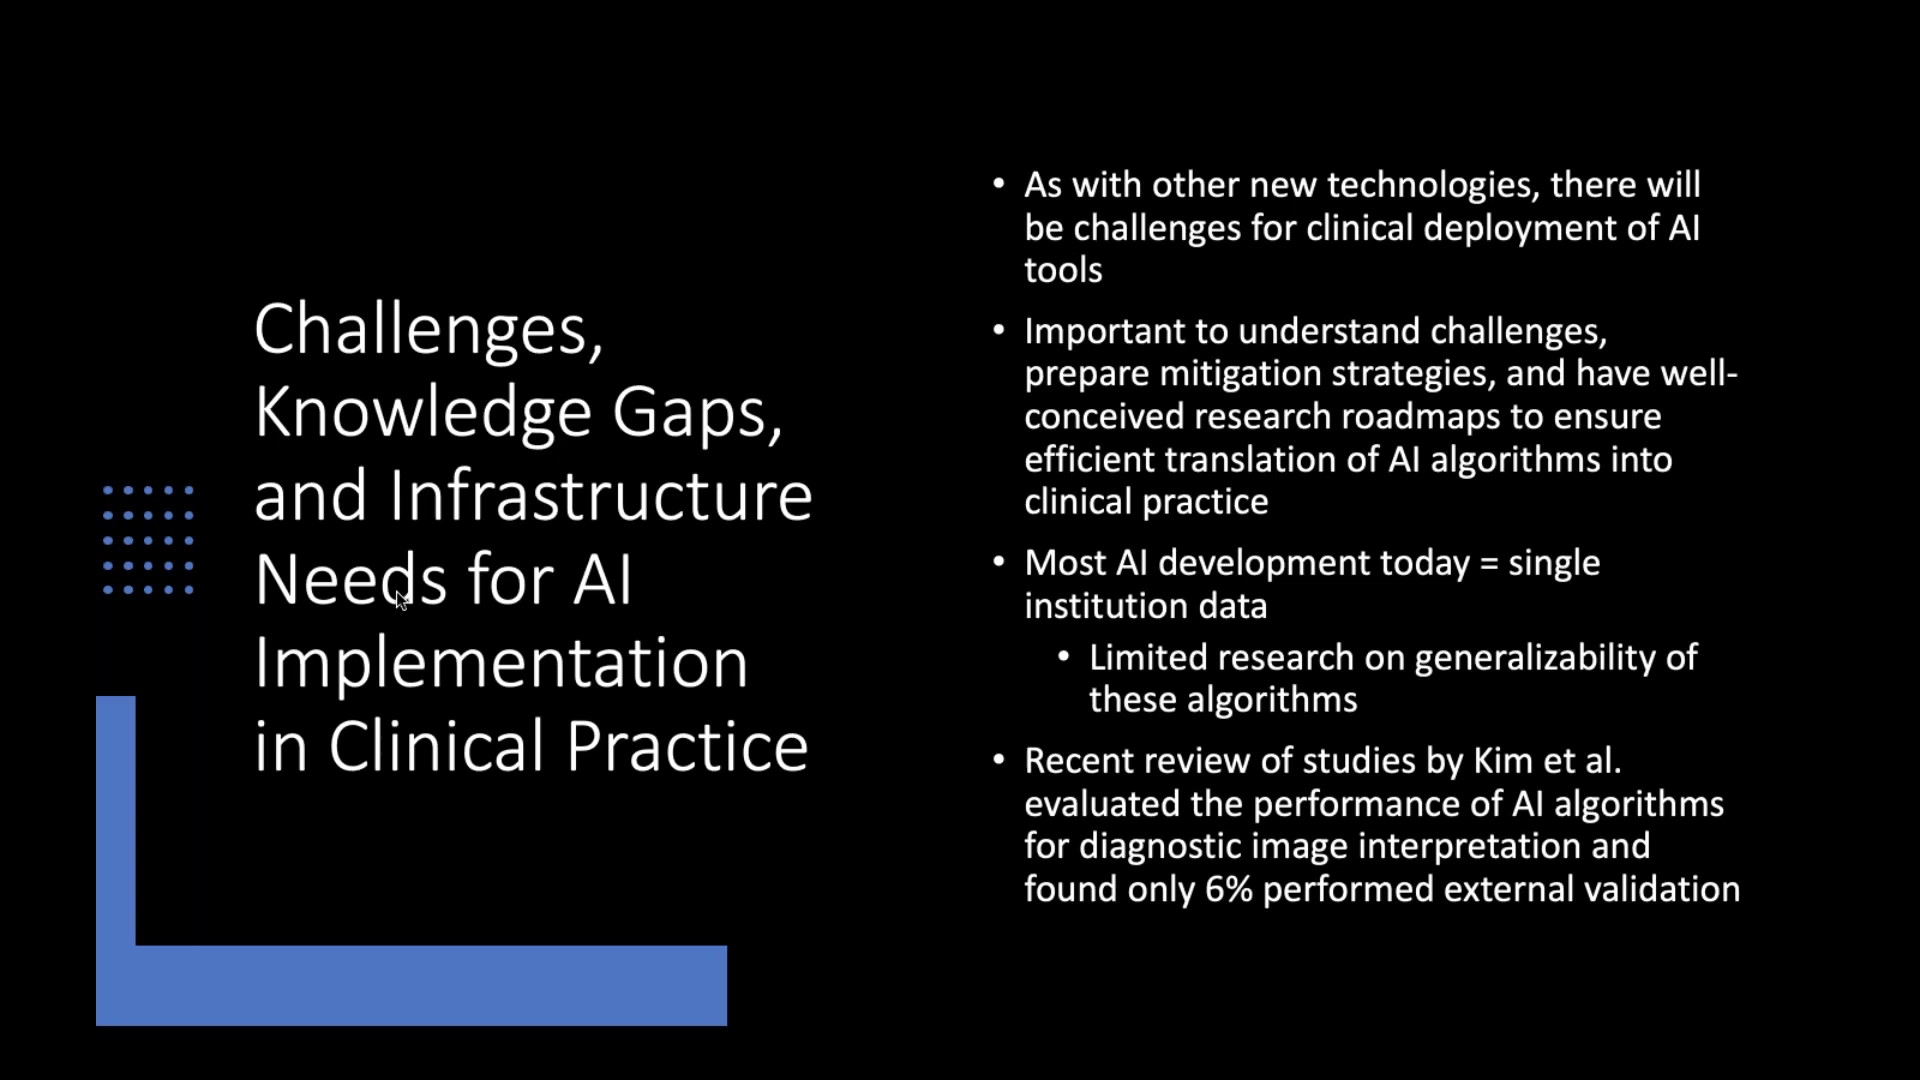 Challenges,
Knowledge Gaps,
and Infrastructure
Needs for AI
Implementation
in Clinical Practice
• As with other new technologies, there will
be challenges for clinical deployment of AI
tools
• Important to understand challenges,
prepare mitigation strategies, and have well-
conceived research roadmaps to ensure
efficient translation of AI algorithms into
clinical practice
• Most AI development today = single
institution data
• Limited research on generalizability of
these algorithms
• Recent review of studies by Kim et al.
evaluated the performance of AI algorithms
for diagnostic image interpretation and
found only 6% performed external validation